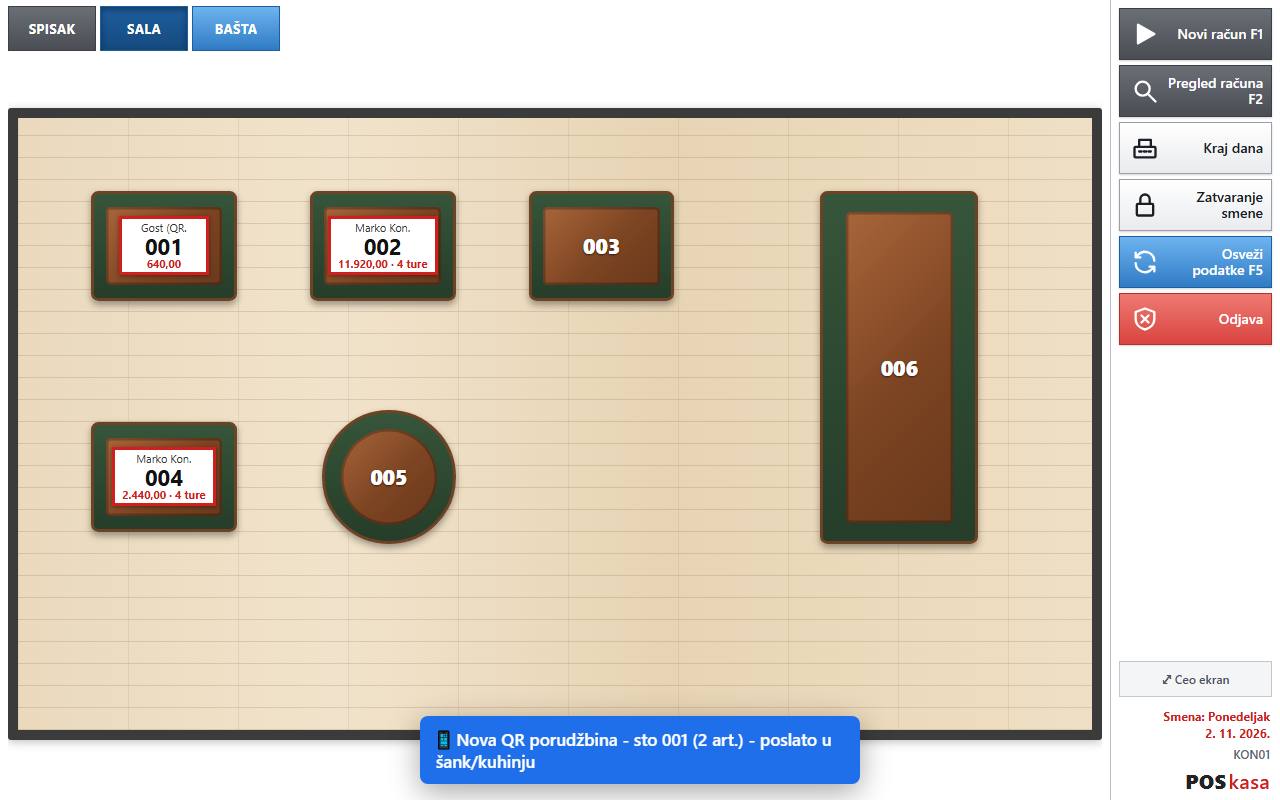 SPISAK
SALA
BAŠTA
Novi račun F1
Pregled računa
F2
Kraj dana
Zatvaranje
smene
Osveži
podatke F5
Odjava
Gost (QR.
001
640,00
Marko Kon.
002
11.920,00 · 4 ture
003
006
Marko Kon.
004
2.440,00 · 4 ture
005
Nova QR porudžbina - sto 001 (2 art.) - poslato u
šank/kuhinju
Ceo ekran
Smena: Ponedeljak
2. 11. 2026.
KON01
POSkasa